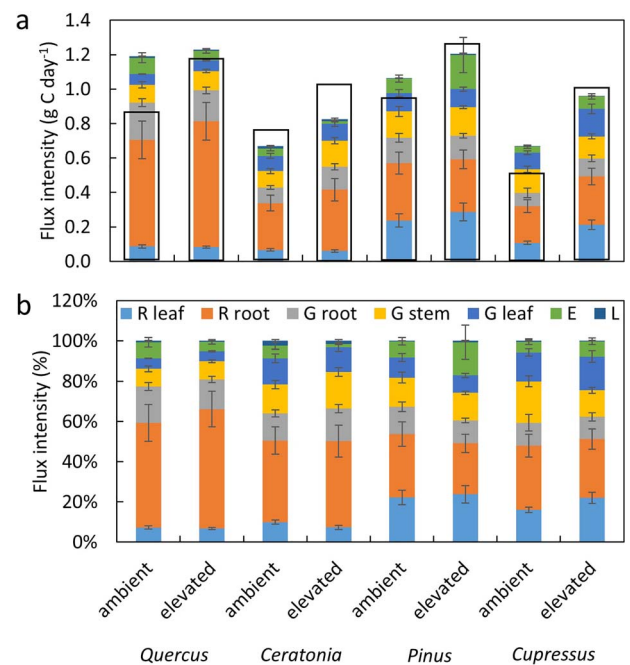 a
Flux intensity (g C day-1)
1.4
1.2
1.0
0.8
0.6
0.4
0.2
0.0
b
Flux intensity (%)
120%
R leaf R root G root G stem G leaf E L
100%
80%
60%
40%
20%
0%
ambient elevated ambient elevated ambient elevated ambient elevated
Quercus Ceratonia Pinus Cupressus